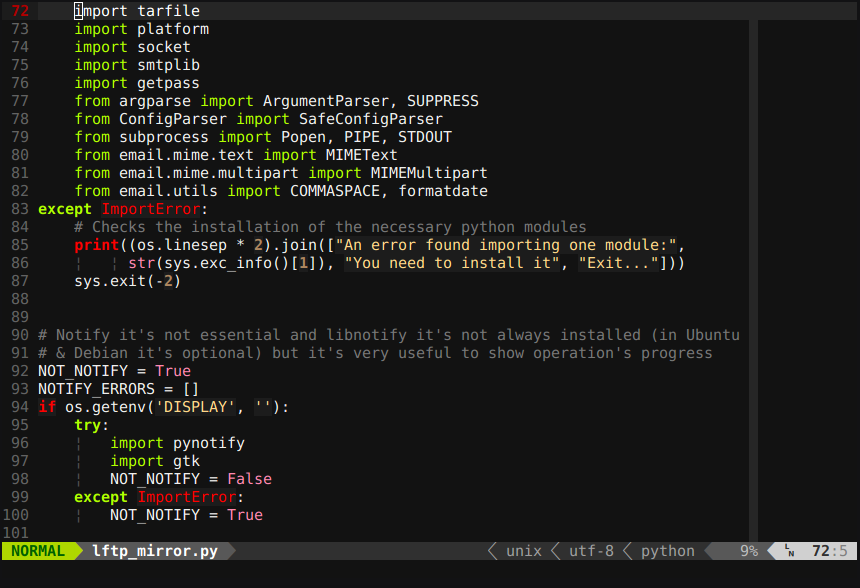 72     import tarfile
73     import platform
74     import socket
75     import smtplib
76     import getpass
77     from argparse import ArgumentParser, SUPPRESS
78     from ConfigParser import SafeConfigParser
79     from subprocess import Popen, PIPE, STDOUT
80     from email.mime.text import MIMEText
81     from email.mime.multipart import MIMEMultipart
82     from email.utils import COMMASPACE, formatdate
83 except ImportError:
84     # Checks the installation of the necessary python modules
85     print((os.linesep * 2).join(["An error found importing one module:",
86     ¦   ¦ str(sys.exc_info()[1]), "You need to install it", "Exit..."]))
87     sys.exit(-2)
88
89
90 # Notify it's not essential and libnotify it's not always installed (in Ubuntu
91 # & Debian it's optional) but it's very useful to show operation's progress
92 NOT_NOTIFY = True
93 NOTIFY_ERRORS = []
94 if os.getenv('DISPLAY', ''):
95     try:
96     ¦   import pynotify
97     ¦   import gtk
98     ¦   NOT_NOTIFY = False
99     except ImportError:
100     ¦   NOT_NOTIFY = True
101
NORMAL lftp_mirror.py unix utf-8 python 9% LN 72:5